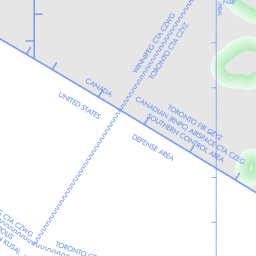 WINNIPEG CTA CZWG
TORONTO CTA CZYZ
CANADA
UNITED STATES
TORONTO FIR CZYZ
CANADIAN (RNPC) AIRSPACE CTA CZEG
SOUTHERN CONTROL AREA
DEFENSE AREA
CTA CZWG
TORONTO C